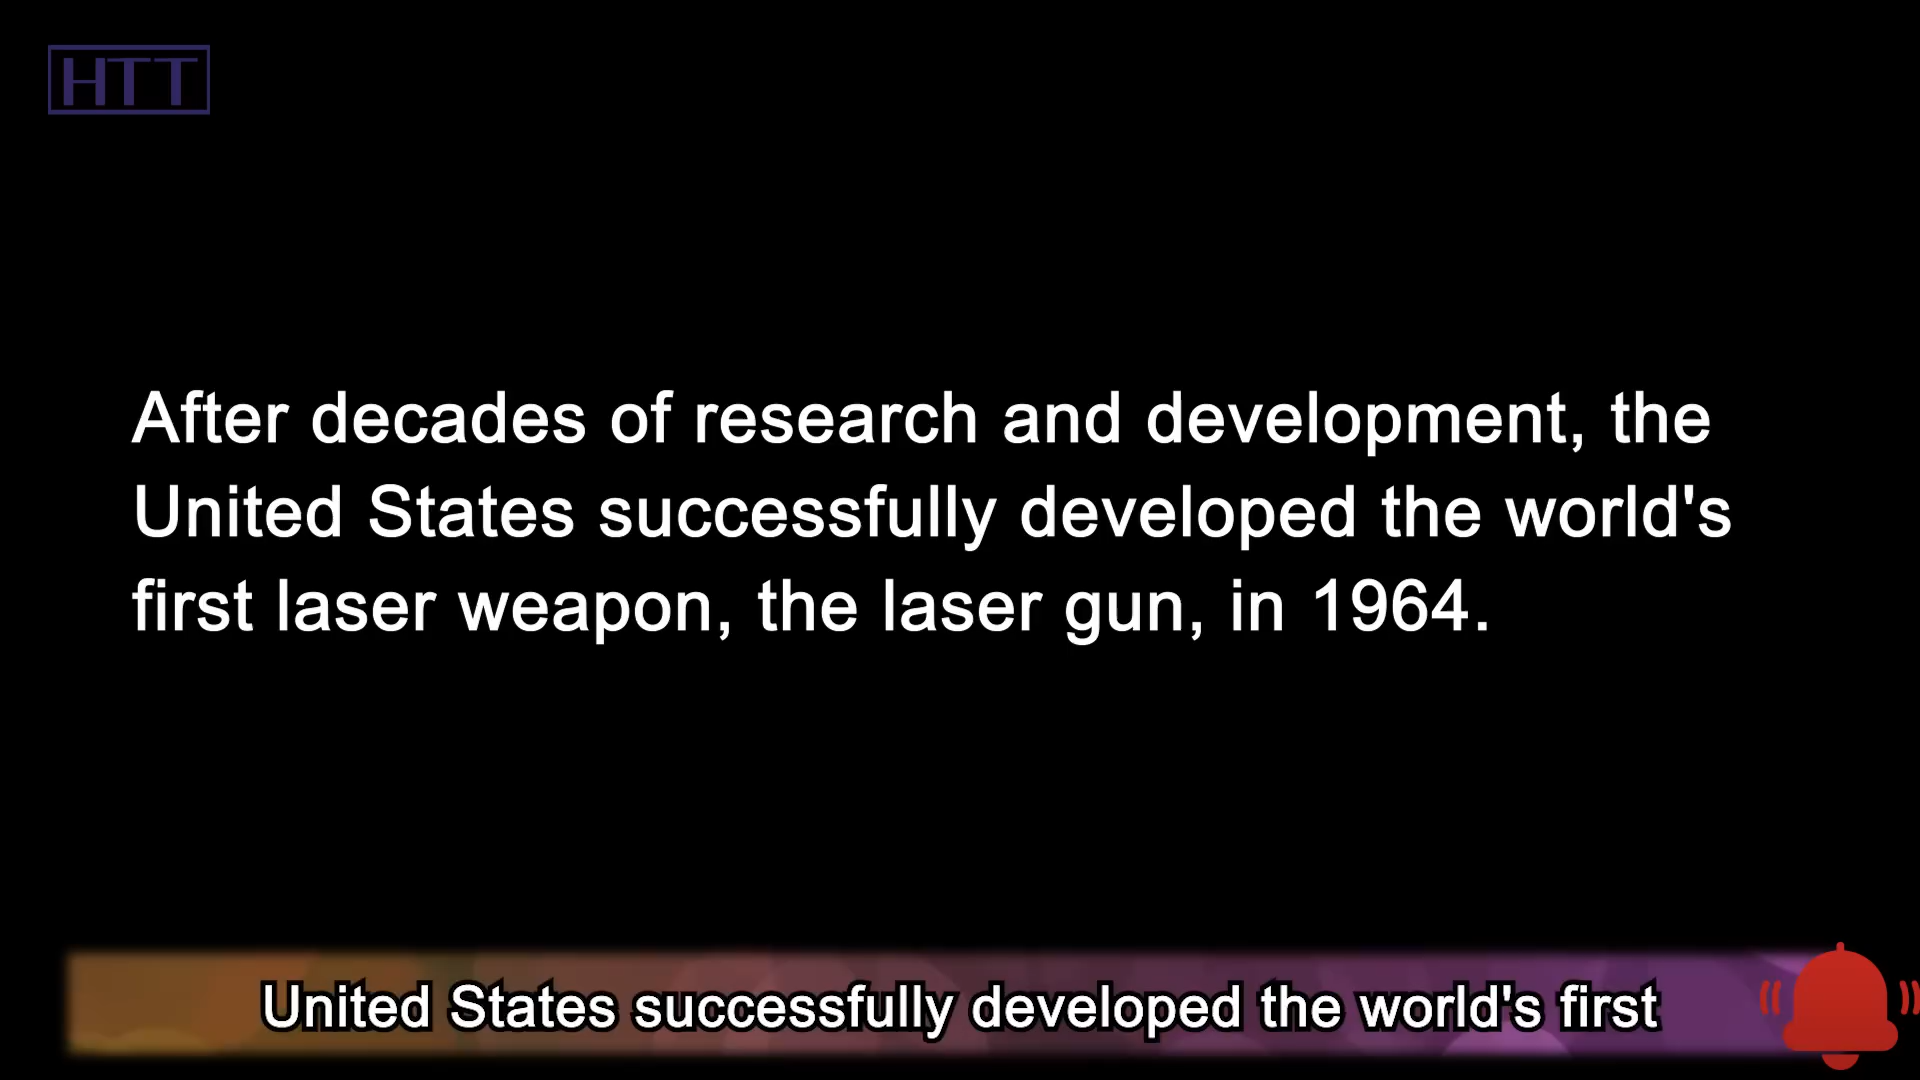 HTT
After decades of research and development, the
United States successfully developed the world's
first laser weapon, the laser gun, in 1964.
United States successfully developed the world's first